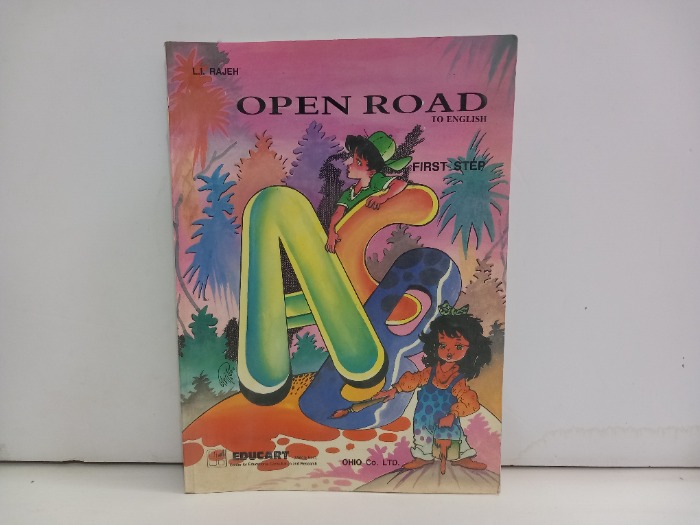 L.I. RAJEH
OPEN ROAD
TO ENGLISH
FIRST STEP
A B C
EDUCART
OHIO Co. LTD.